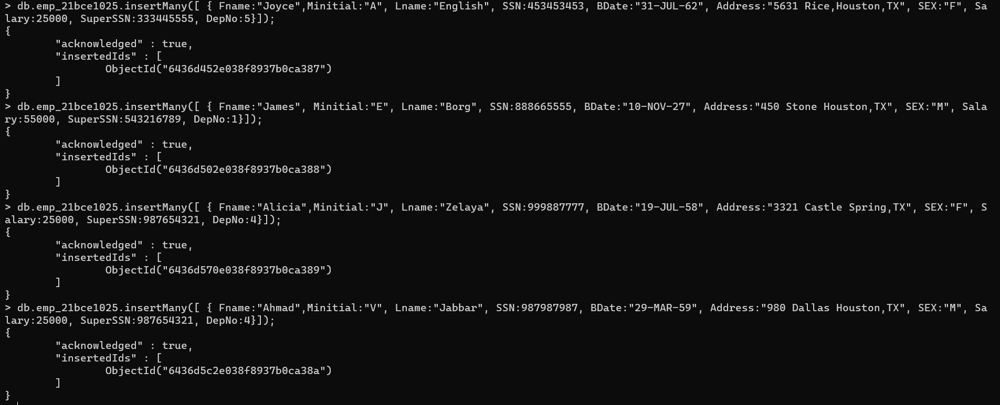 > db.emp_21bce1025.insertMany([ { Fname:"Joyce",Minitial:"A", Lname:"English", SSN:453453453, BDate:"31-JUL-62", Address:"5631 Rice,Houston,TX", SEX:"F", Sa
lary:25000, SuperSSN:333445555, DepNo:5}]);
{
        "acknowledged" : true,
        "insertedIds" : [
                ObjectId("6436d452e038f8937b0ca387")
        ]
}
> db.emp_21bce1025.insertMany([ { Fname:"James", Minitial:"E", Lname:"Borg", SSN:888665555, BDate:"10-NOV-27", Address:"450 Stone Houston,TX", SEX:"M", Sala
ry:55000, SuperSSN:543216789, DepNo:1}]);
{
        "acknowledged" : true,
        "insertedIds" : [
                ObjectId("6436d502e038f8937b0ca388")
        ]
}
> db.emp_21bce1025.insertMany([ { Fname:"Alicia",Minitial:"J", Lname:"Zelaya", SSN:999887777, BDate:"19-JUL-58", Address:"3321 Castle Spring,TX", SEX:"F", S
alary:25000, SuperSSN:987654321, DepNo:4}]);
{
        "acknowledged" : true,
        "insertedIds" : [
                ObjectId("6436d570e038f8937b0ca389")
        ]
}
> db.emp_21bce1025.insertMany([ { Fname:"Ahmad",Minitial:"V", Lname:"Jabbar", SSN:987987987, BDate:"29-MAR-59", Address:"980 Dallas Houston,TX", SEX:"M", Sa
lary:25000, SuperSSN:987654321, DepNo:4}]);
{
        "acknowledged" : true,
        "insertedIds" : [
                ObjectId("6436d5c2e038f8937b0ca38a")
        ]
}